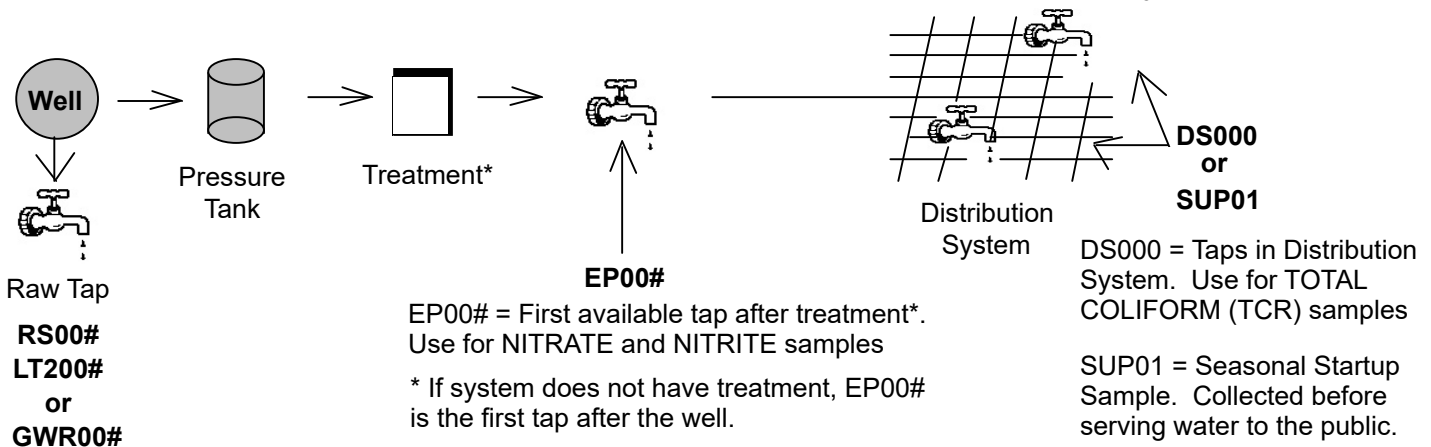 Well
Pressure
Tank
Treatment*
Raw Tap
RS00#
LT200#
or
GWR00#
EP00#
EP00# = First available tap after treatment*.
Use for NITRATE and NITRITE samples
* If system does not have treatment, EP00#
is the first tap after the well.
Distribution
System
DS000
or
SUP01
DS000 = Taps in Distribution
System. Use for TOTAL
COLIFORM (TCR) samples
SUP01 = Seasonal Startup
Sample. Collected before
serving water to the public.